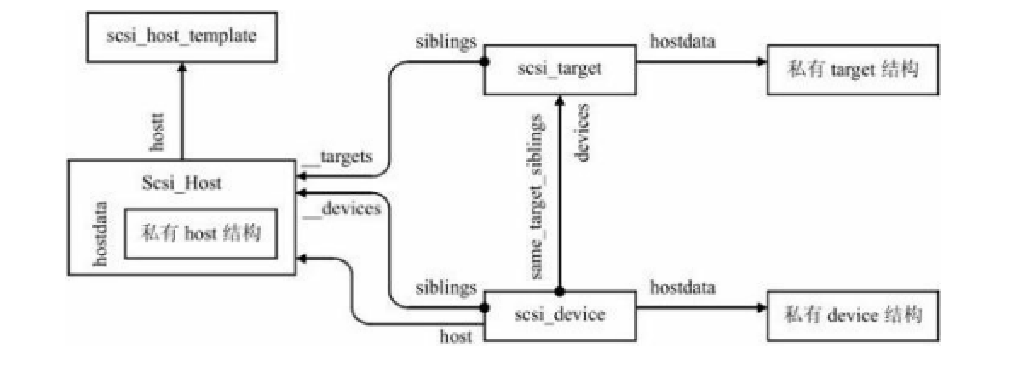 scsi_host_template
siblings
hostdata
scsi_target
私有 target 结构
hostt
__targets
same_target_siblings
devices
Scsi_Host
__devices
hostdata
私有 host 结构
siblings
hostdata
scsi_device
私有 device 结构
host